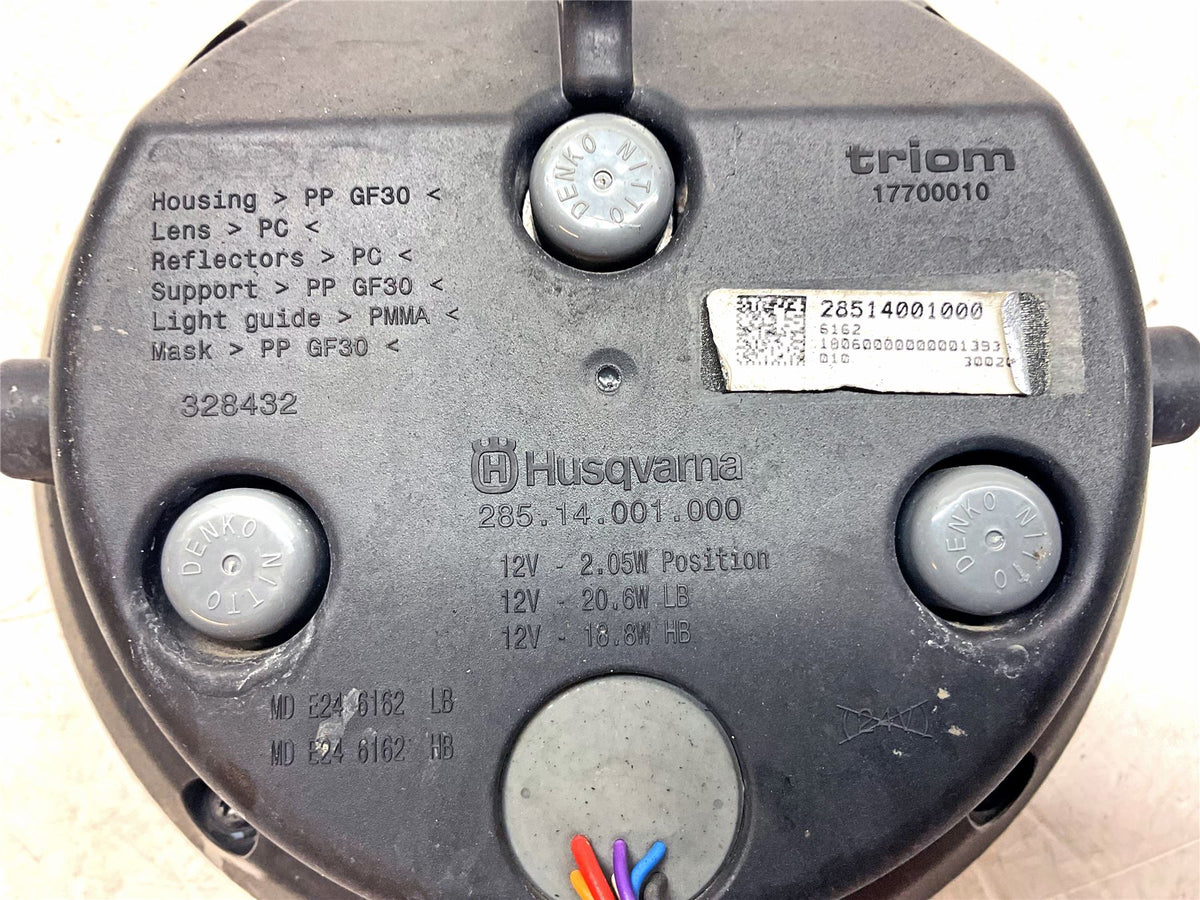 DENKO NITTO
triom
17700010
Housing > PP GF30 <
Lens > PC <
Reflectors > PC <
Support > PP GF30 <
Light guide > PMMA <
Mask > PP GF30 <
328432
28514001000
6162
010
Husqvarna
285.14.001.000
12V - 2.05W Position
12V - 20.6W LB
12V - 18.8W HB
DENKO NITTO
DENKO NITTO
MD E24 6162 LB
MD E24 6162 HB
24V